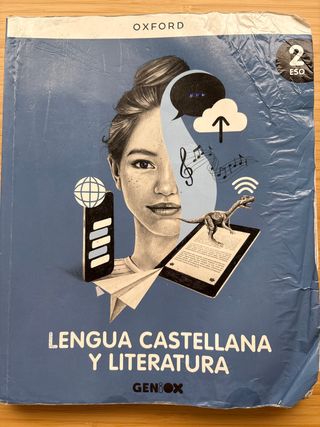 OXFORD
2
ESO
LENGUA CASTELLANA
Y LITERATURA
GENiOX